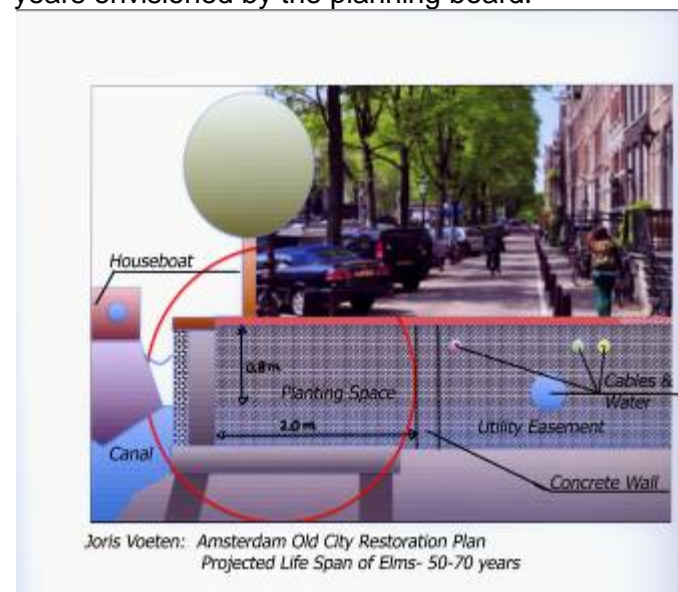 years envisioned by the planning board.
Houseboat
0.8m
Planting Space
2.0m
Cables &
Water
Utility Easement
Canal
Concrete Wall
Joris Voeten: Amsterdam Old City Restoration Plan
Projected Life Span of Elms- 50-70 years